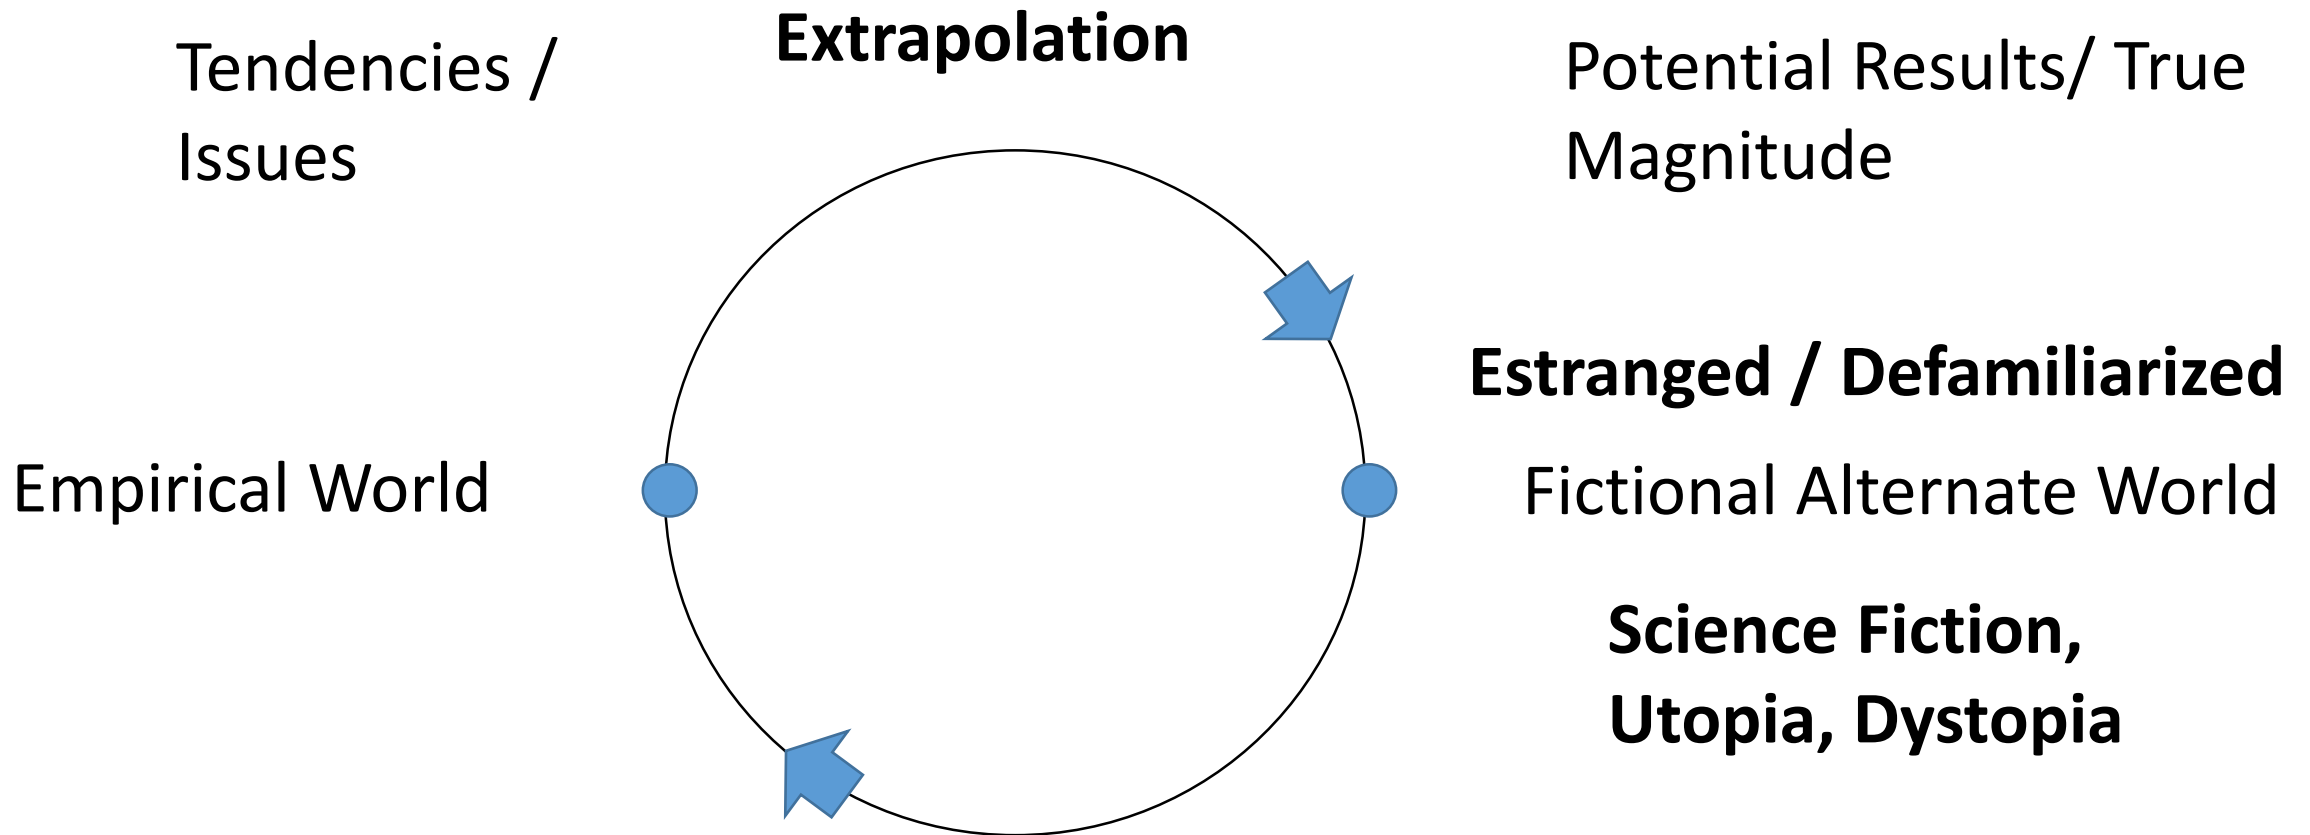 Extrapolation
Tendencies /
Issues
Potential Results/ True
Magnitude
Estranged / Defamiliarized
Empirical World
Fictional Alternate World
Science Fiction,
Utopia, Dystopia